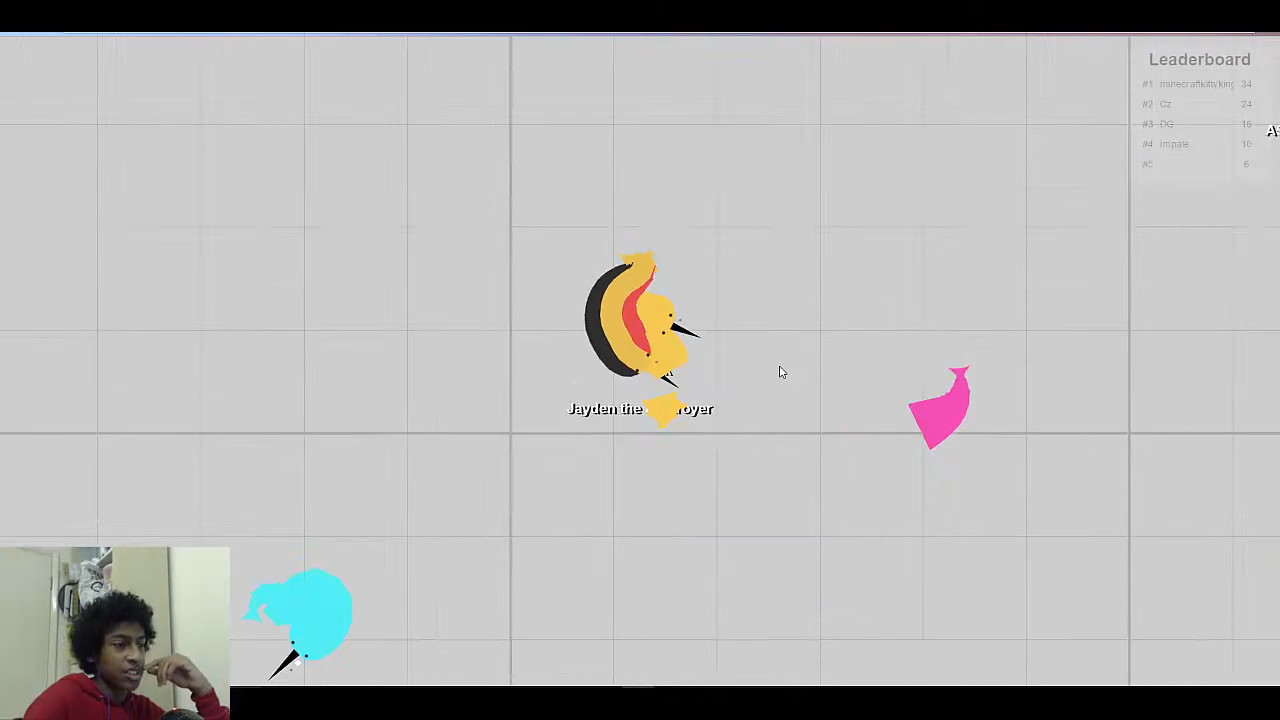 Leaderboard
#1 minecraftkittyking 34
#2 Cz 24
#3 DG 16
#4 Impale 10
#5 6
Jayden the royer